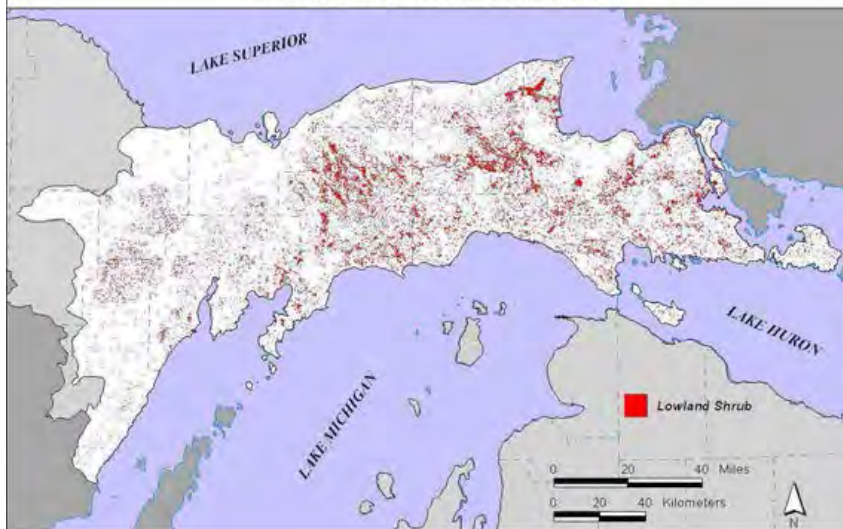 LAKE SUPERIOR
LAKE HURON
LAKE MICHIGAN
Lowland Shrub
0 20 40 Miles
0 20 40 Kilometers
N